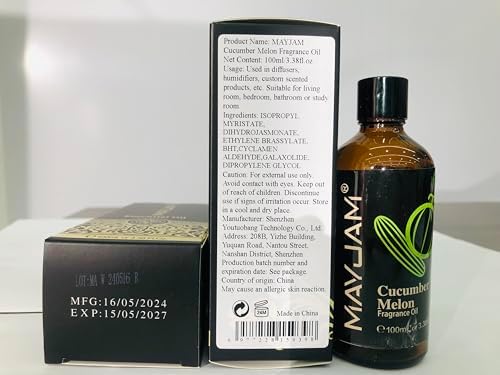 Product Name: MAYJAM
Cucumber Melon Fragrance Oil
Net Content: 100ml/3.38fl.oz
Usage: Used in diffusers,
humidifiers, custom scented
products, etc. Suitable for living
room, bedroom, bathroom or study
room.
Ingredients: ISOPROPYL
MYRISTATE,
DIHYDROJASMONATE,
ETHYLENE BRASSYLATE,
BHT,CYCLAMEN
ALDEHYDE,GALAXOLIDE,
DIPROPYLENE GLYCOL
Caution: For external use only.
Avoid contact with eyes. Keep out
of reach of children. Discontinue
use if signs of irritation occur. Store
in a cool and dry place.
Manufacturer: Shenzhen
Youtuobang Technology Co., Ltd.
Address: 208B, Yizhe Building,
Yuquan Road, Nantou Street,
Nanshan District, Shenzhen
Production batch number and
expiration date: See package.
Country of origin: China
May cause an allergic skin reaction.
24M
Made in China
LOT:MA W 240516 R
MFG:16/05/2024
EXP:15/05/2027
MAYJAM®
Cucumber
Melon
Fragrance Oil
℮100ml